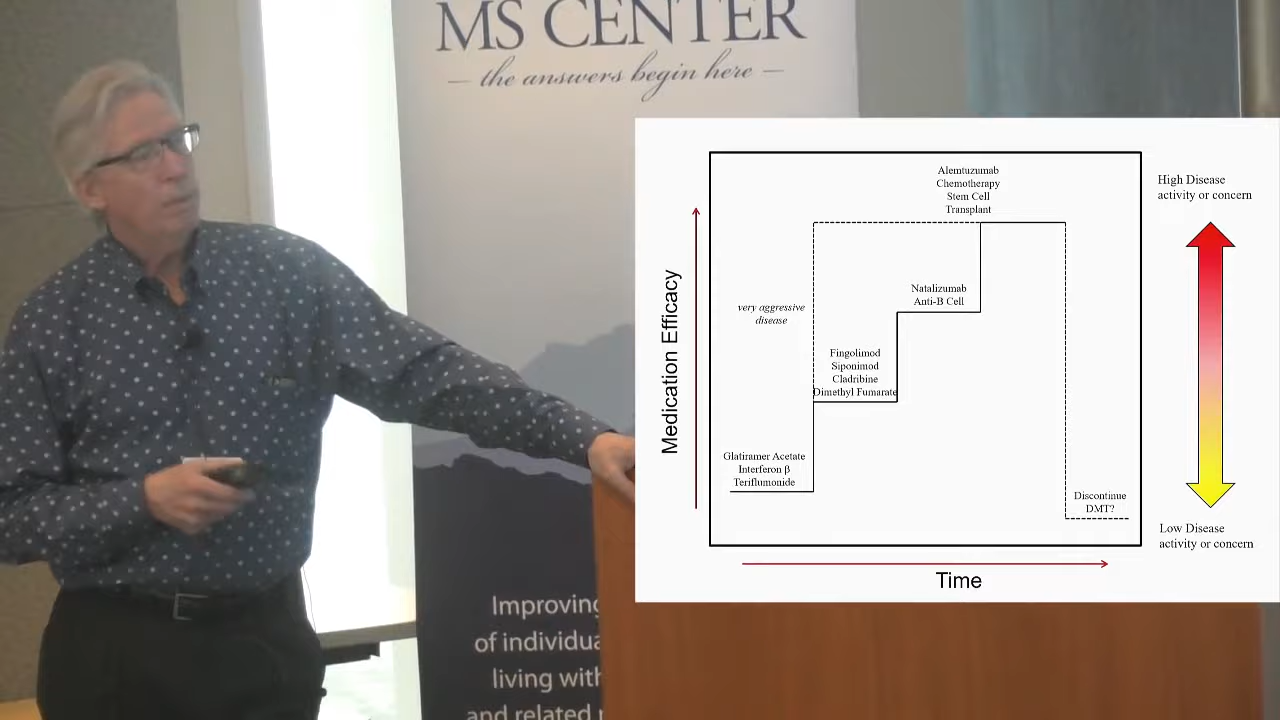 MS CENTER
— the answers begin here —
Improving
of individua
living with
and related
Alemtuzumab
Chemotherapy
Stem Cell
Transplant
High Disease
activity or concern
Natalizumab
Anti-B Cell
very aggressive
disease
Fingolimod
Siponimod
Cladribine
Dimethyl Fumarate
Medication Efficacy
Glatiramer Acetate
Interferon β
Teriflumonide
Discontinue
DMT?
Low Disease
activity or concern
Time